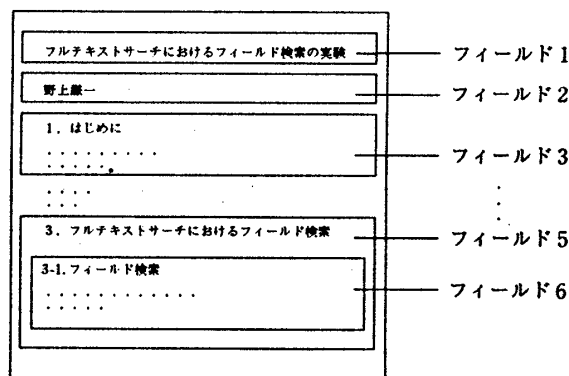 フルテキストサーチにおけるフィールド検索の実験
フィールド1
野上謙一
フィールド2
1. はじめに
. . . . . . . . .
. . . . . .
フィールド3
. . . .
. . .
3. フルテキストサーチにおけるフィールド検索
フィールド5
3-1. フィールド検索
. . . . . . . . . . . .
. . . . .
フィールド6